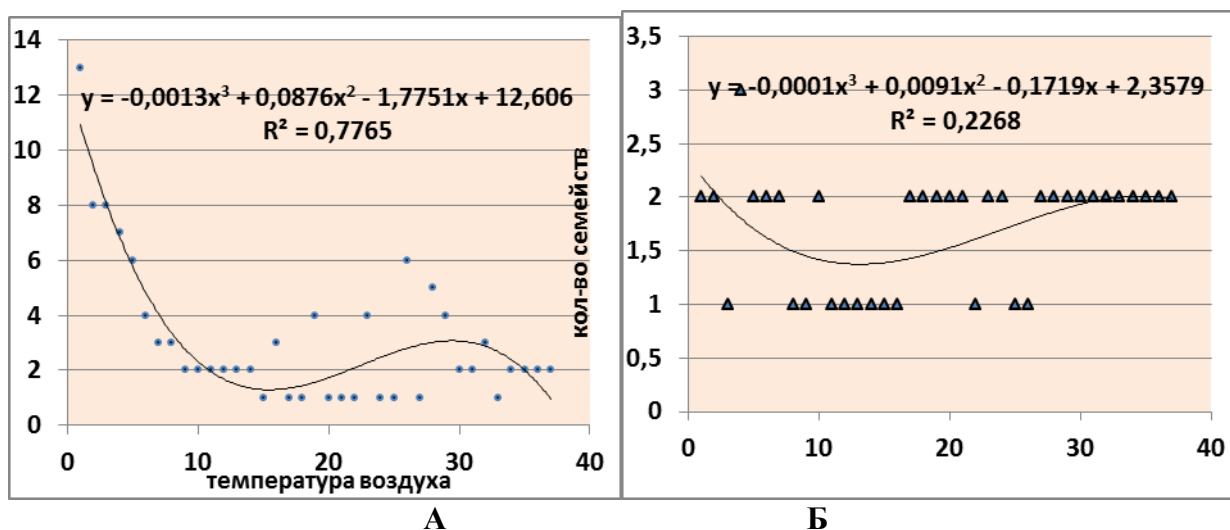 14
12
10
8
6
4
2
0
y = -0,0013x³ + 0,0876x² - 1,7751x + 12,606
R² = 0,7765
0 10 20 30 40
температура воздуха
кол-во семейств
3,5
3
2,5
2
1,5
1
0,5
0
y = -0,0001x³ + 0,0091x² - 0,1719x + 2,3579
R² = 0,2268
0 10 20 30 40
А Б